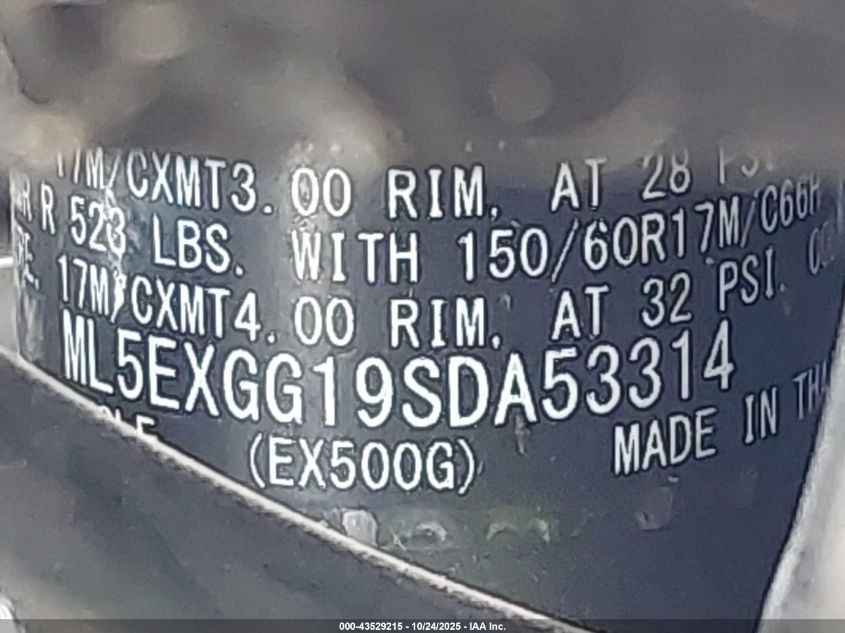 17M/CXMT3.00 RIM, AT 28 PSI
R 523 LBS. WITH 150/60R17M/C66H
17M/CXMT4.00 RIM, AT 32 PSI.
ML5EXGG19SDA53314
(EX500G) MADE IN
000-43529215 - 10/24/2025 - IAA Inc.